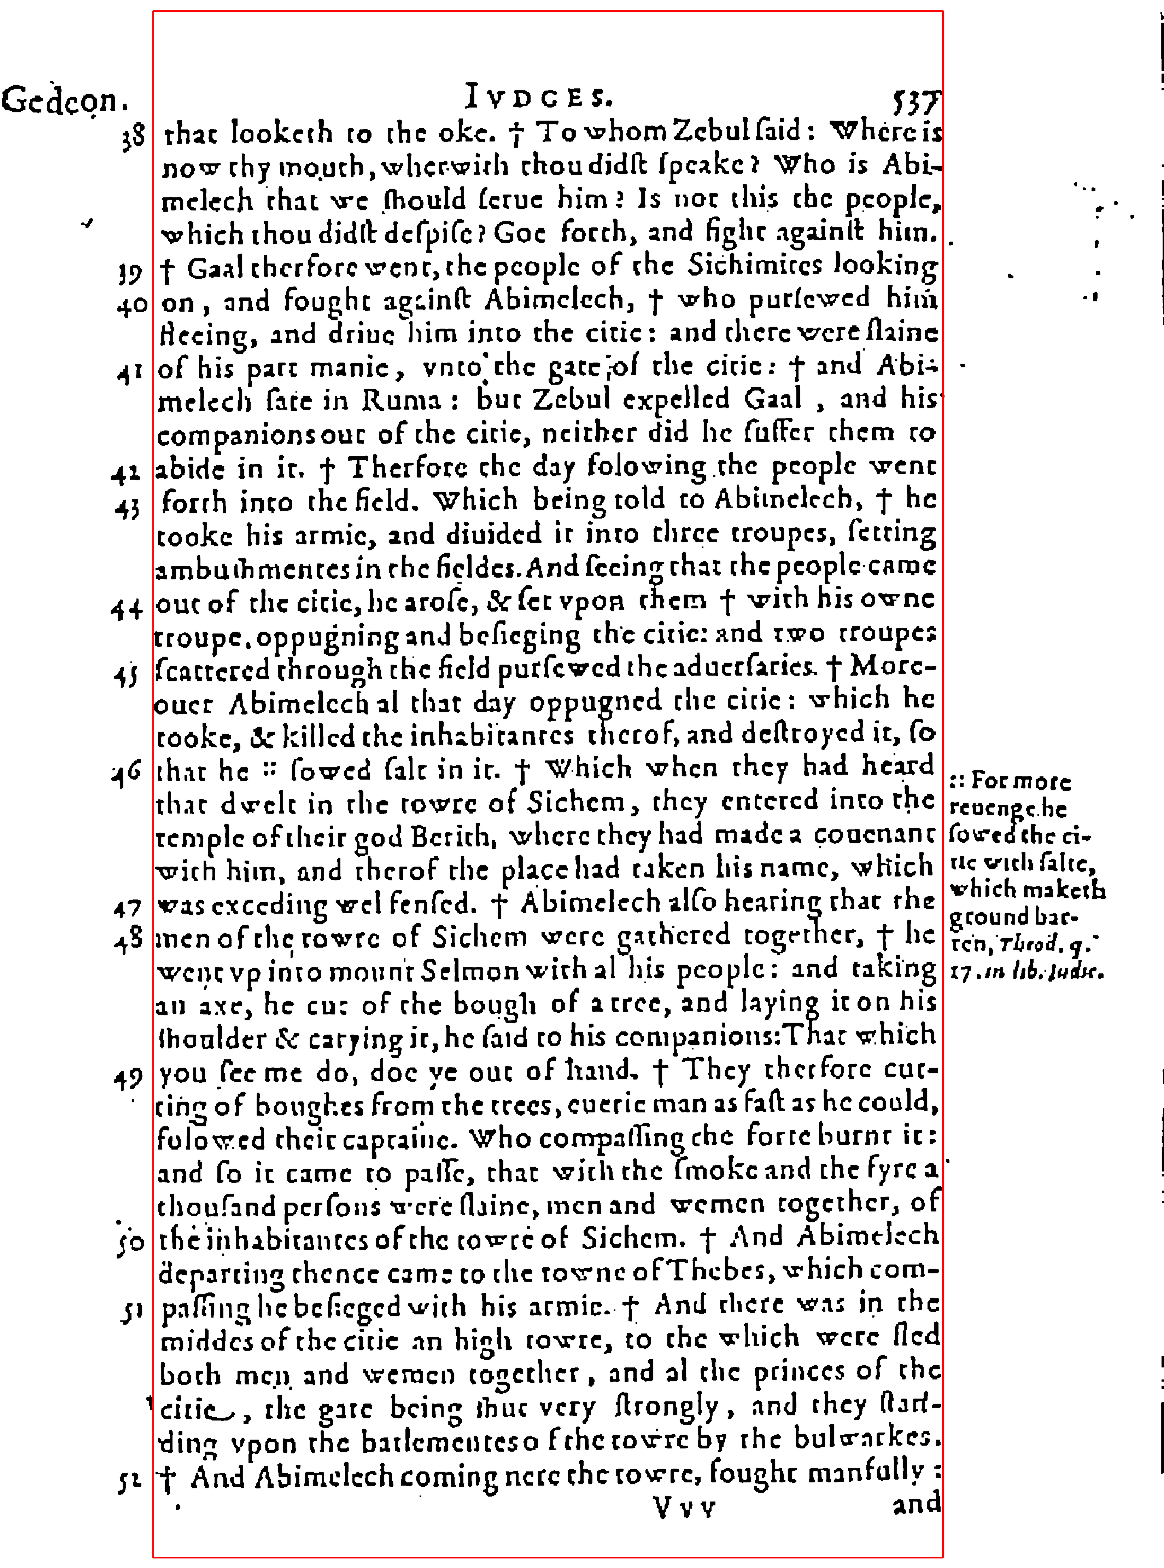 Gedeon. IVDGES. 537
38 that looketh to the oke. † To whom Zebul ſaid: Where is
now thy mouth, wherwith thou didſt ſpeake? Who is Abi-
melech that we ſhould ſerue him? Is not this the people,
which thou didſt deſpiſe? Goe forth, and fight againſt him.
39 † Gaal therfore went, the people of the Sichimites looking
40 on, and fought againſt Abimelech, † who purſewed him
fleeing, and driue him into the citie: and there were ſlaine
41 of his part manie, vnto the gate of the citie: † and Abi-
melech ſate in Ruma: but Zebul expelled Gaal, and his
companions out of the citie, neither did he ſuffer them to
42 abide in it. † Therfore the day folowing the people went
43 forth into the field. Which being told to Abimelech, † he
tooke his armie, and diuided it into three troupes, ſetting
ambuſhmentes in the fieldes. And ſeeing that the people came
44 out of the citie, he aroſe, & ſet vpon them † with his owne
troupe, oppugning and beſieging the citie: and two troupes
45 ſcattered through the field purſewed the aduerſaries. † More-
ouer Abimelech al that day oppugned the citie: which he
tooke, & killed the inhabitantes therof, and deſtroyed it, ſo
46 that he :: ſowed ſalt in it. † Which when they had heard
that dwelt in the towre of Sichem, they entered into the
temple of their god Berith, where they had made a couenant
with him, and therof the place had taken his name, which
47 was exceding wel fenſed. † Abimelech alſo hearing that the
48 men of the towre of Sichem were gathered together, † he
went vp into mount Selmon with al his people: and taking
an axe, he cut of the bough of a tree, and laying it on his
ſhoulder & carying it, he ſaid to his companions: That which
49 you ſee me do, doe ye out of hand. † They therfore cut-
ting of boughes from the trees, euerie man as faſt as he could,
folowed their captaine. Who compaſſing the forte burnt it:
and ſo it came to paſſe, that with the ſmoke and the fyre a
thouſand perſons were ſlaine, men and wemen together, of
50 the inhabitantes of the towre of Sichem. † And Abimelech
departing thence came to the towne of Thebes, which com-
51 paſſing he beſieged with his armie. † And there was in the
middes of the citie an high towre, to the which were fled
both men and wemen together, and al the princes of the
citie, the gate being ſhut very ſtrongly, and they ſtan-
ding vpon the batlementes of the towre by the bulwarkes.
52 † And Abimelech coming nere the towre, fought manfully:
Vvv and
:: For more
reuenge he
ſowed the ci-
tie with ſalte,
which maketh
ground bar-
ren, Theod. q.
17. in lib. Judic.